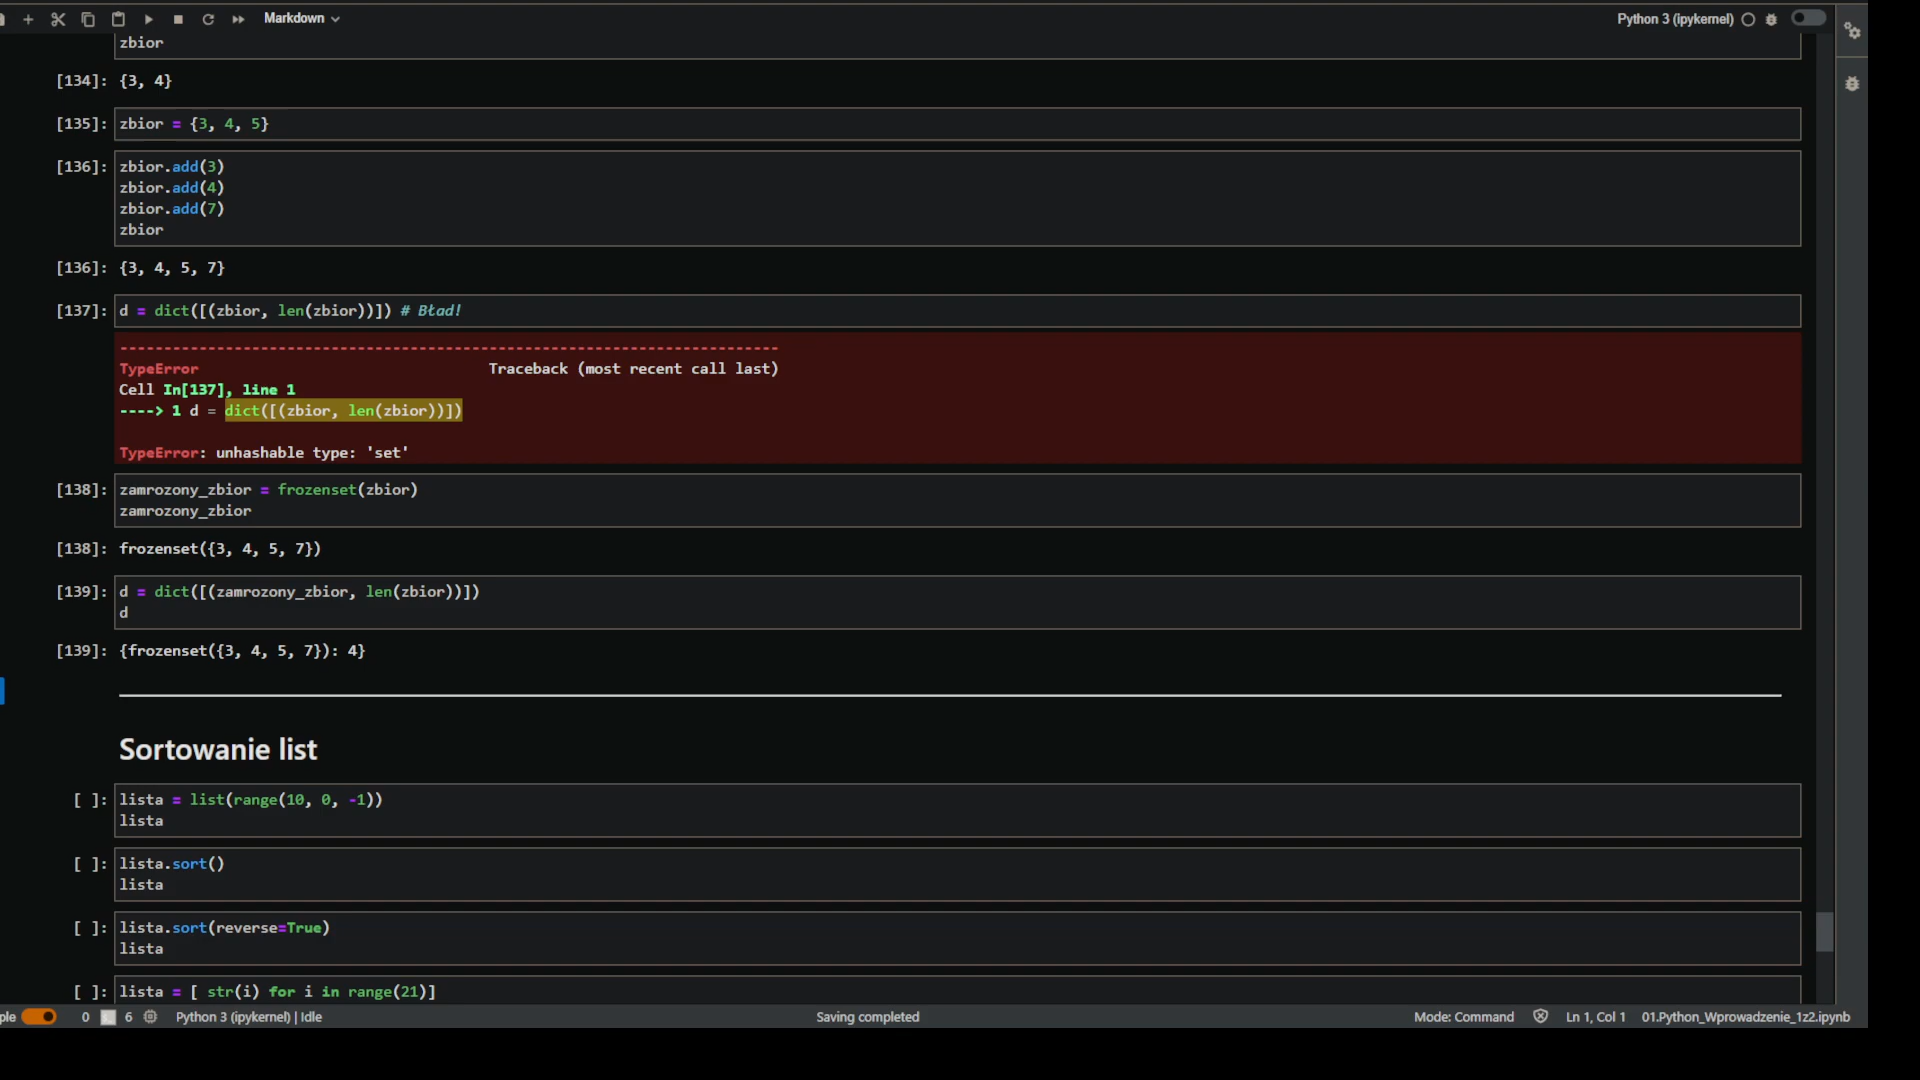 Markdown
Python 3 (ipykernel)
zbior
[134]: {3, 4}
[135]: zbior = {3, 4, 5}
[136]: zbior.add(3)
zbior.add(4)
zbior.add(7)
zbior
[136]: {3, 4, 5, 7}
[137]: d = dict([(zbior, len(zbior))]) # Bład!
---------------------------------------------------------------------------
TypeError Traceback (most recent call last)
Cell In[137], line 1
----> 1 d = dict([(zbior, len(zbior))])
TypeError: unhashable type: 'set'
[138]: zamrozony_zbior = frozenset(zbior)
zamrozony_zbior
[138]: frozenset({3, 4, 5, 7})
[139]: d = dict([(zamrozony_zbior, len(zbior))])
d
[139]: {frozenset({3, 4, 5, 7}): 4}
Sortowanie list
[ ]: lista = list(range(10, 0, -1))
lista
[ ]: lista.sort()
lista
[ ]: lista.sort(reverse=True)
lista
[ ]: lista = [ str(i) for i in range(21)]
ple 0 6 Python 3 (ipykernel) | Idle Saving completed Mode: Command Ln 1, Col 1 01.Python_Wprowadzenie_1z2.ipynb